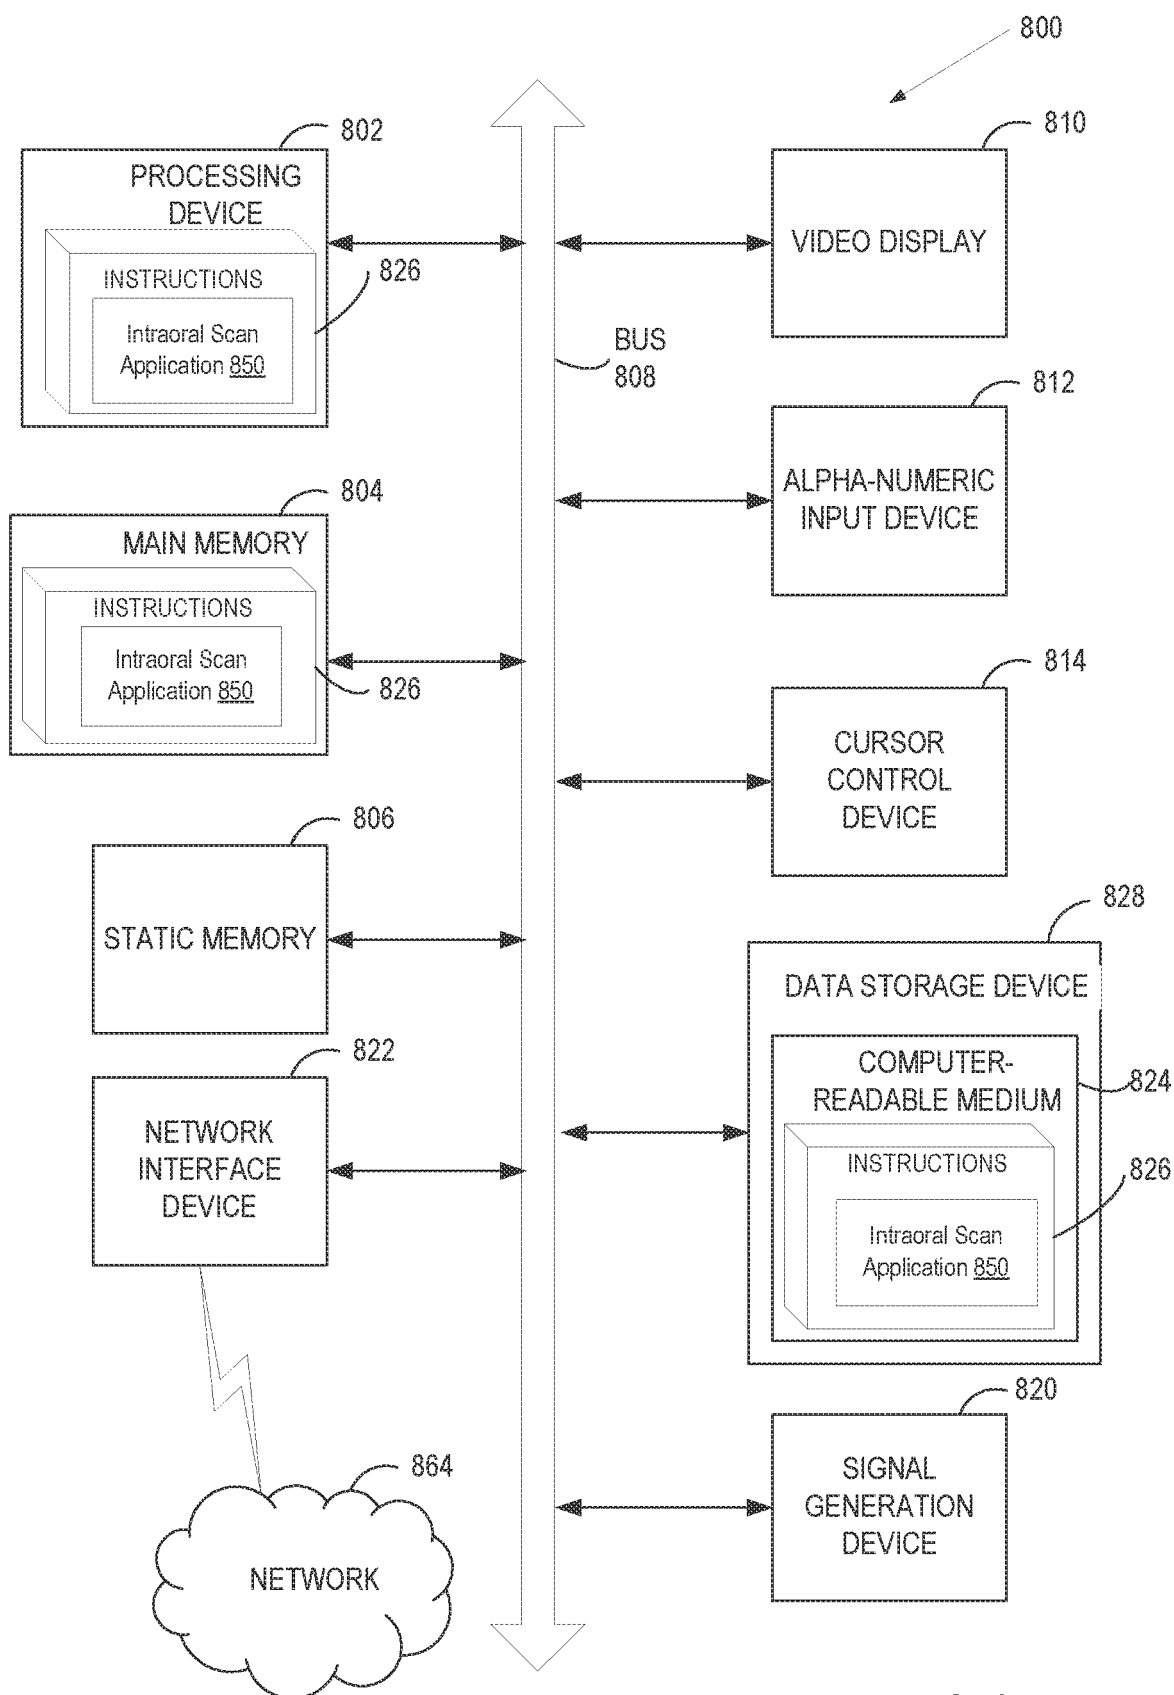 800
802
PROCESSING
DEVICE
INSTRUCTIONS
826
Intraoral Scan
Application 850
804
MAIN MEMORY
INSTRUCTIONS
Intraoral Scan
Application 850
826
806
STATIC MEMORY
822
NETWORK
INTERFACE
DEVICE
864
NETWORK
BUS
808
810
VIDEO DISPLAY
812
ALPHA-NUMERIC
INPUT DEVICE
814
CURSOR
CONTROL
DEVICE
828
DATA STORAGE DEVICE
COMPUTER-
READABLE MEDIUM
824
INSTRUCTIONS
826
Intraoral Scan
Application 850
820
SIGNAL
GENERATION
DEVICE